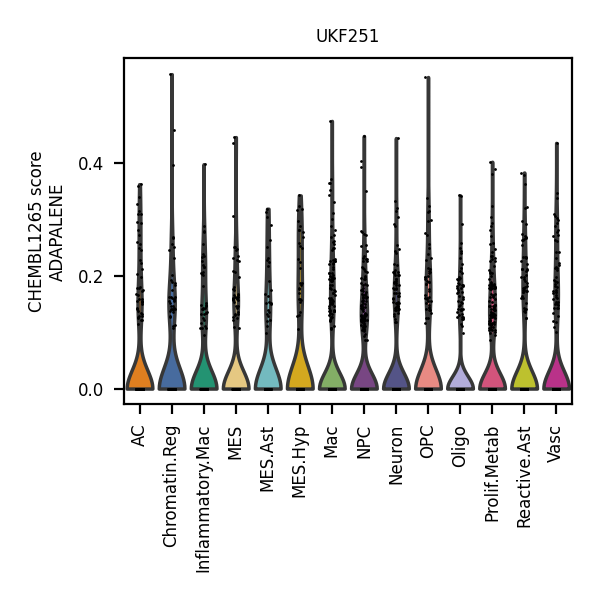 UKF251
CHEMBL1265 score
ADAPALENE
0.4
0.2
0.0
AC
Chromatin.Reg
Inflammatory.Mac
MES
MES.Ast
MES.Hyp
Mac
NPC
Neuron
OPC
Oligo
Prolif.Metab
Reactive.Ast
Vasc